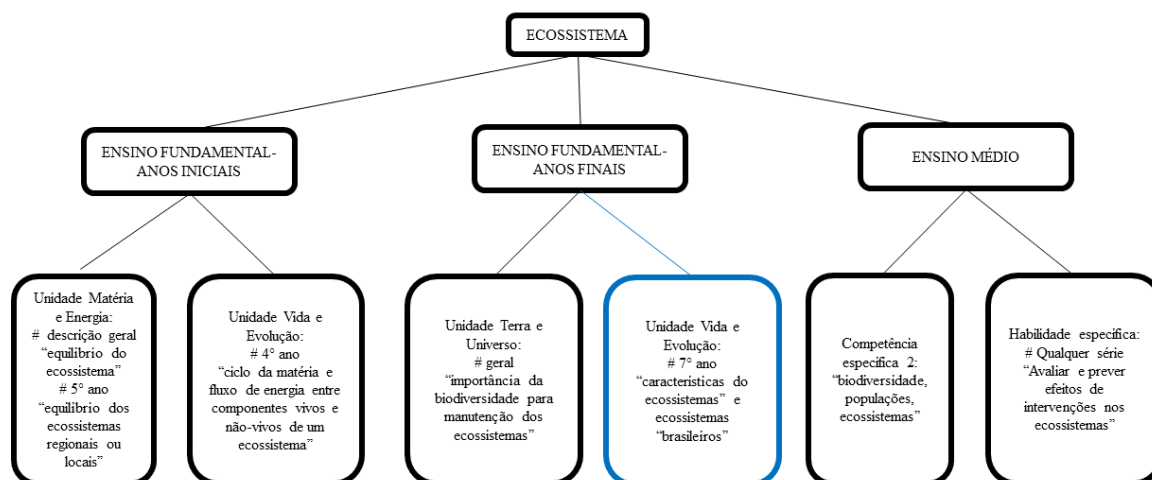 ECOSSISTEMA
ENSINO FUNDAMENTAL-
ANOS INICIAIS
ENSINO FUNDAMENTAL-
ANOS FINAIS
ENSINO MÉDIO
Unidade Matéria
e Energia:
# descrição geral
“equilíbrio do
ecossistema”
# 5° ano
“equilíbrio dos
ecossistemas
regionais ou
locais”
Unidade Vida e
Evolução:
# 4° ano
“ciclo da matéria e
fluxo de energia entre
componentes vivos e
não-vivos de um
ecossistema”
Unidade Terra e
Universo:
# geral
“importância da
biodiversidade para
manutenção dos
ecossistemas”
Unidade Vida e
Evolução:
# 7° ano
“características do
ecossistemas” e
ecossistemas
“brasileiros”
Competência
específica 2:
“biodiversidade,
populações,
ecossistemas”
Habilidade específica:
# Qualquer série
“Avaliar e prever
efeitos de
intervenções nos
ecossistemas”